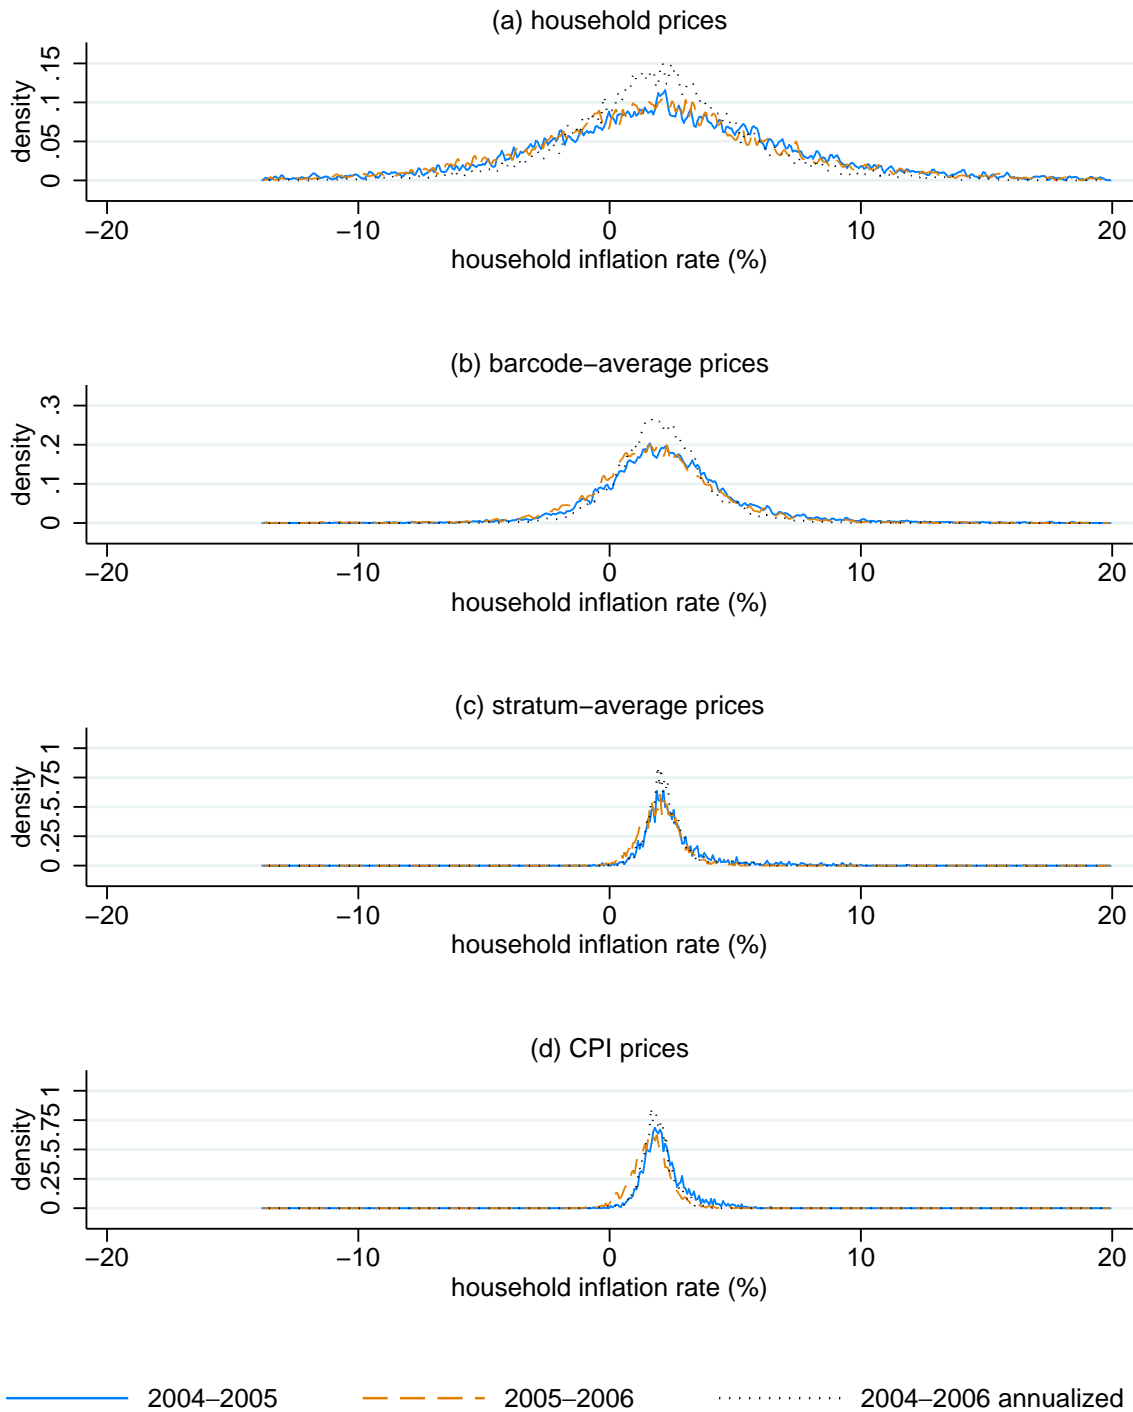 (a) household prices
density
0 .05 .1 .15
−20 −10 0 10 20
household inflation rate (%)
(b) barcode−average prices
density
0 .1 .2 .3
−20 −10 0 10 20
household inflation rate (%)
(c) stratum−average prices
density
0 .25 .5 .75 1
−20 −10 0 10 20
household inflation rate (%)
(d) CPI prices
density
0 .25 .5 .75 1
−20 −10 0 10 20
household inflation rate (%)
2004−2005 2005−2006 2004−2006 annualized